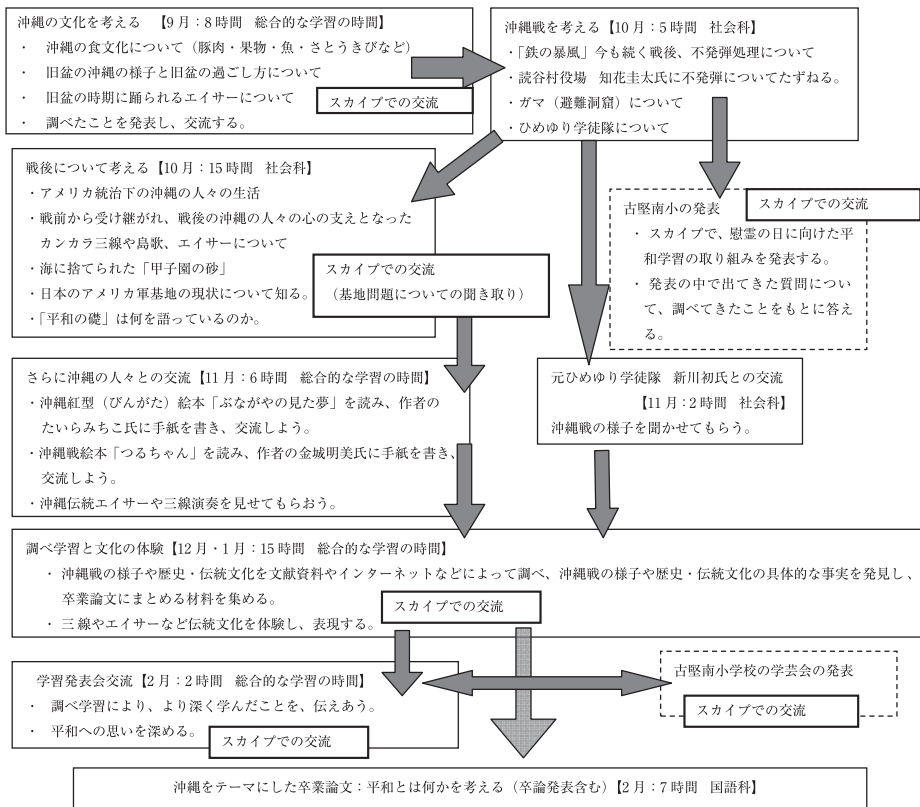 沖縄の文化を考える　【9月：8時間　総合的な学習の時間】
・　沖縄の食文化について（豚肉・果物・魚・さとうきびなど）
・　旧盆の沖縄の様子と旧盆の過ごし方について
・　旧盆の時期に踊られるエイサーについて
・　調べたことを発表し、交流する。
スカイプでの交流
沖縄戦を考える【10月：5時間　社会科】
・「鉄の暴風」今も続く戦後、不発弾処理について
・読谷村役場　知花圭太氏に不発弾についてたずねる。
・ガマ（避難洞窟）について
・ひめゆり学徒隊について
戦後について考える【10月：15時間　社会科】
・アメリカ統治下の沖縄の人々の生活
・戦前から受け継がれ、戦後の沖縄の人々の心の支えとなった
カンカラ三線や島歌、エイサーについて
・海に捨てられた「甲子園の砂」
・日本のアメリカ軍基地の現状について知る。
・「平和の礎」は何を語っているのか。
スカイプでの交流
（基地問題についての聞き取り）
古堅南小の発表
スカイプでの交流
・ スカイプで、慰霊の日に向けた平
和学習の取り組みを発表する。
・ 発表の中で出てきた質問につい
て、調べてきたことをもとに答え
る。
さらに沖縄の人々との交流【11月：6時間　総合的な学習の時間】
・沖縄紅型（びんがた）絵本「ぶながやの見た夢」を読み、作者の
たいらみちこ氏に手紙を書き、交流しよう。
・沖縄戦絵本「つるちゃん」を読み、作者の金城明美氏に手紙を書き、
交流しよう。
・沖縄伝統エイサーや三線演奏を見せてもらおう。
元ひめゆり学徒隊　新川初氏との交流
【11月：2時間　社会科】
沖縄戦の様子を聞かせてもらう。
調べ学習と文化の体験【12月・1月：15時間　総合的な学習の時間】
・ 沖縄戦の様子や歴史・伝統文化を文献資料やインターネットなどによって調べ、沖縄戦の様子や歴史・伝統文化の具体的な事実を発見し、
卒業論文にまとめる材料を集める。
・ 三線やエイサーなど伝統文化を体験し、表現する。
スカイプでの交流
学習発表会交流【2月：2時間　総合的な学習の時間】
・　調べ学習により、より深く学んだことを、伝えあう。
・　平和への思いを深める。
スカイプでの交流
古堅南小学校の学芸会の発表
スカイプでの交流
沖縄をテーマにした卒業論文：平和とは何かを考える（卒論発表含む）【2月：7時間　国語科】